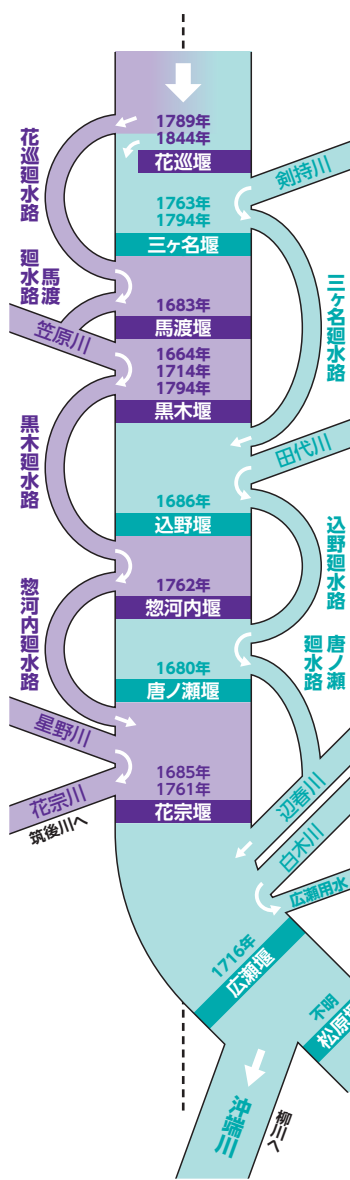 1789年
1844年
花巡堰
花巡廻水路
剣持川
1763年
1794年
三ヶ名堰
馬渡
廻水路
三ヶ名廻水路
1683年
馬渡堰
笠原川
1664年
1714年
1794年
黒木堰
黒木廻水路
田代川
1686年
込野堰
込野廻水路
1762年
惣河内堰
惣河内廻水路
唐ノ瀬
廻水路
1680年
唐ノ瀬堰
星野川
1685年
1761年
花宗堰
花宗川
筑後川へ
辺春川
白木川
広瀬用水
1716年
広瀬堰
不明
松原堰
沖端川